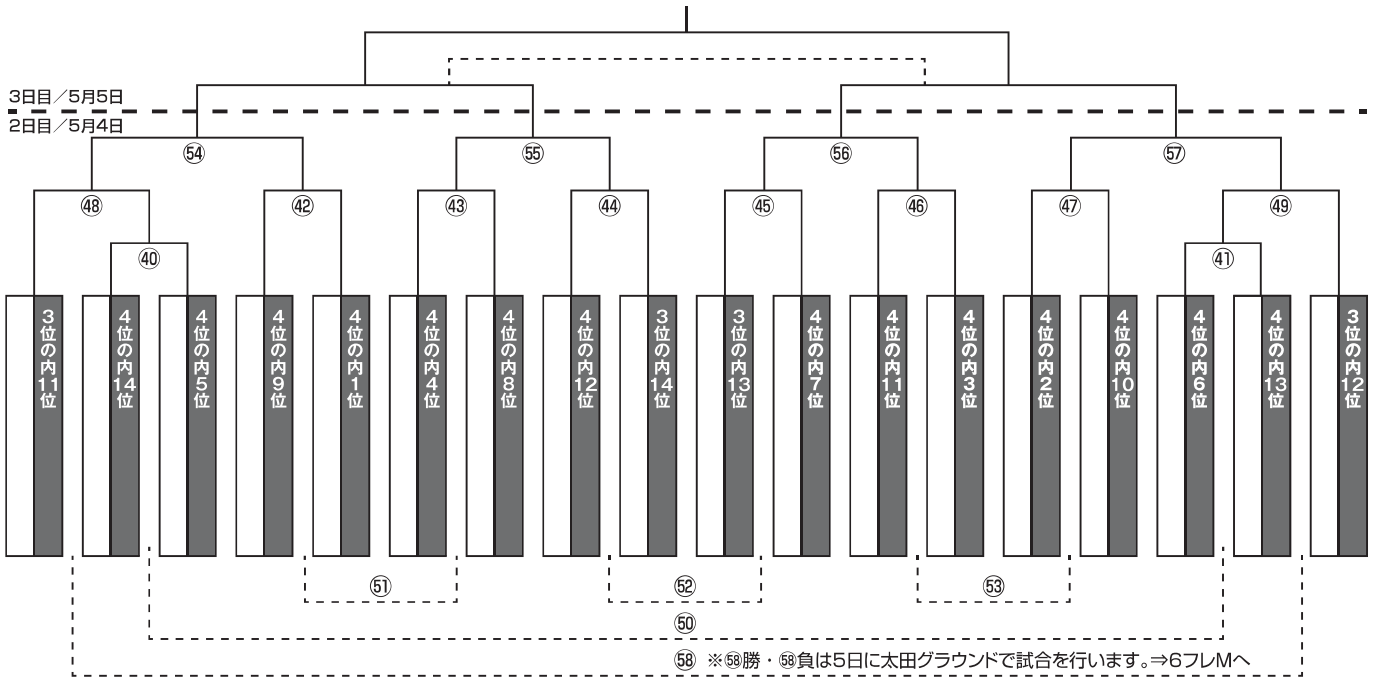 3日目／5月5日
2日目／5月4日
54
55
56
57
48
42
43
44
45
46
47
49
40
41
3位の内11位
4位の内14位
4位の内5位
4位の内9位
4位の内1位
4位の内4位
4位の内8位
4位の内12位
3位の内14位
3位の内13位
4位の内7位
4位の内11位
4位の内3位
4位の内2位
4位の内10位
4位の内6位
4位の内13位
3位の内12位
51
52
53
50
58 ※58勝・58負は5日に太田グラウンドで試合を行います。⇒6フレMへ